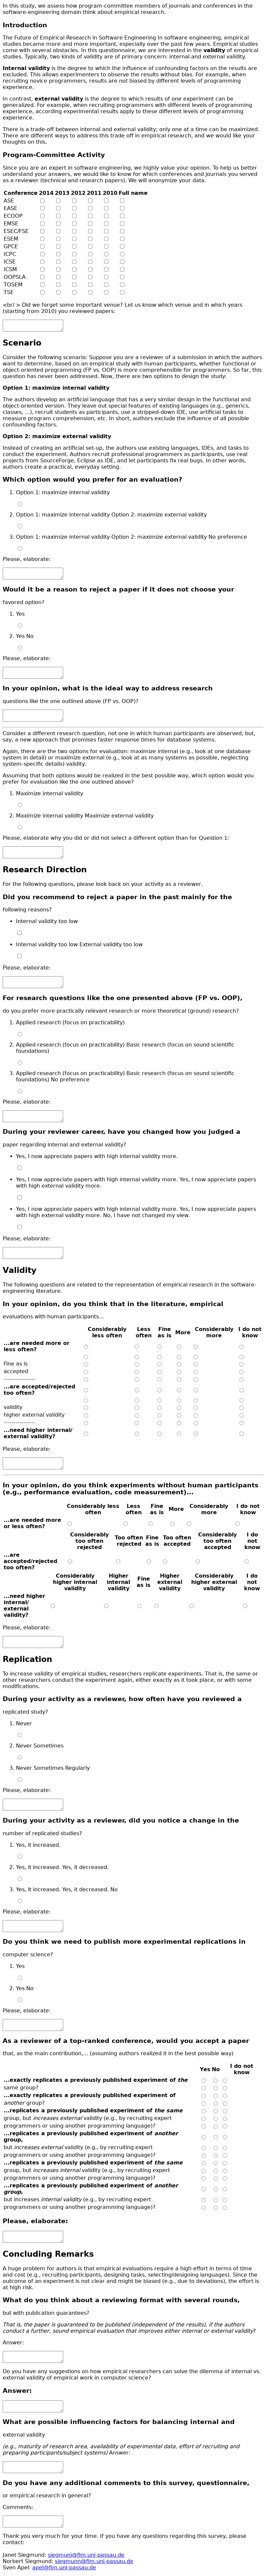 In this study, we assess how program-committee members of journals and conferences in the
software-engineering domain think about empirical research.
Introduction
The Future of Empirical Research in Software Engineering In software engineering, empirical
studies became more and more important, especially over the past few years. Empirical studies
come with several obstacles. In this questionnaire, we are interested in the validity of empirical
studies. Typically, two kinds of validity are of primary concern: internal and external validity.
Internal validity is the degree to which the influence of confounding factors on the results are
excluded. This allows experimenters to observe the results without bias. For example, when
recruiting novice programmers, results are not biased by different levels of programming
experience.
In contrast, external validity is the degree to which results of one experiment can be
generalized. For example, when recruiting programmers with different levels of programming
experience, the results of the experiment apply to these different levels of programming
experience.
There is a trade-off between internal and external validity; only one at a time can be maximized.
There are different ways to address this trade off in empirical research, and we would like your
thoughts on this.
Program-Committee Activity
Since you are an expert in software engineering, we highly value your opinion. To help us better
understand your answers, we would like to know for which conferences and journals you served as
a reviewer (technical and research papers). We will anonymize your data.
Conference 2014 2013 2012 2011 2010 Full name
ASE
EASE
ECOOP
EMSE
ESEC/FSE
ESEM
GPCE
ICPC
ICSE
ICSM
OOPSLA
TOSEM
TSE
<br/ > Did we forget some important venue? Let us know which venue and in which years
(starting from 2010) you reviewed papers:
Scenario
Consider the following scenario: Suppose you are a reviewer of a submission in which the authors
want to determine, based on an empirical study with human participants, whether functional or
object-oriented programming (FP vs. OOP) is more comprehensible for programmers. So far, this
question has never been addressed. Now, there are two options to design the study:
Option 1: maximize internal validity
The authors develop an artificial language that has a very similar design in the functional and
object oriented version. They leave out special features of existing languages (e.g., generics,
classes, ...), recruit students as participants, use a stripped-down IDE, use artificial tasks to
measure program comprehension, etc. In short, authors exclude the influence of all possible
confounding factors.
Option 2: maximize external validity
Instead of creating an artificial set-up, the authors use existing languages, IDEs, and tasks to
conduct the experiment. Authors recruit professional programmers as participants, use real
projects from SourceForge, Eclipse as IDE, and let participants fix real bugs. In other words,
authors create a practical, everyday setting.
Which option would you prefer for an evaluation?
1. Option 1: maximize internal validity
2. Option 1: maximize internal validity Option 2: maximize external validity
3. Option 1: maximize internal validity Option 2: maximize external validity No preference
Please, elaborate:
Would it be a reason to reject a paper if it does not choose your
favored option?
1. Yes
2. Yes No
Please, elaborate:
In your opinion, what is the ideal way to address research
questions like the one outlined above (FP vs. OOP)?
Consider a different research question, not one in which human participants are observed, but,
say, a new approach that promises faster response times for database systems.
Again, there are the two options for evaluation: maximize internal (e.g., look at one database
system in detail) or maximize external (e.g., look at as many systems as possible, neglecting
system specific details) validity.
Assuming that both options would be realized in the best possible way, which option would you
prefer for evaluation like the one outlined above?
1. Maximize internal validity
2. Maximize internal validity Maximize external validity
Please, elaborate why you did or did not select a different option than for Question 1:
Research Direction
For the following questions, please look back on your activity as a reviewer.
Did you recommend to reject a paper in the past mainly for the
following reasons?
• Internal validity too low
• Internal validity too low External validity too low
Please, elaborate:
For research questions like the one presented above (FP vs. OOP),
do you prefer more practically relevant research or more theoretical (ground) research?
1. Applied research (focus on practicability)
2. Applied research (focus on practicability) Basic research (focus on sound scientific
foundations)
3. Applied research (focus on practicability) Basic research (focus on sound scientific
foundations) No preference
Please, elaborate:
During your reviewer career, have you changed how you judged a
paper regarding internal and external validity?
• Yes, I now appreciate papers with high internal validity more.
• Yes, I now appreciate papers with high internal validity more. Yes, I now appreciate papers
with high external validity more.
• Yes, I now appreciate papers with high internal validity more. Yes, I now appreciate papers
with high external validity more. No, I have not changed my view.
Please, elaborate:
Validity
The following questions are related to the representation of empirical research in the software-
engineering literature.
In your opinion, do you think that in the literature, empirical
evaluations with human participants...
Considerably less often Less often Fine as is More Considerably more I do not know
...are needed more or less often?
Fine as is
accepted
----------------
...are accepted/rejected too often?
validity
higher external validity
----------------
...need higher internal/ external validity?
Please, elaborate:
In your opinion, do you think experiments without human participants
(e.g., performance evaluation, code measurement)...
Considerably less often Less often Fine as is More Considerably more I do not know
...are needed more or less often?
Considerably too often rejected Too often rejected Fine as is Too often accepted Considerably too often accepted I do not know
...are accepted/rejected too often?
Considerably higher internal validity Higher internal validity Fine as is Higher external validity Considerably higher external validity I do not know
...need higher internal/ external validity?
Please, elaborate:
Replication
To increase validity of empirical studies, researchers replicate experiments. That is, the same or
other researchers conduct the experiment again, either exactly as it took place, or with some
modifications.
During your activity as a reviewer, how often have you reviewed a
replicated study?
1. Never
2. Never Sometimes
3. Never Sometimes Regularly
Please, elaborate:
During your activity as a reviewer, did you notice a change in the
number of replicated studies?
1. Yes, it increased.
2. Yes, it increased. Yes, it decreased.
3. Yes, it increased. Yes, it decreased. No
Please, elaborate:
Do you think we need to publish more experimental replications in
computer science?
1. Yes
2. Yes No
Please, elaborate:
As a reviewer of a top-ranked conference, would you accept a paper
that, as the main contribution,... (assuming authors realized it in the best possible way)
Yes No I do not know
...exactly replicates a previously published experiment of the
same group?
...exactly replicates a previously published experiment of
another group?
...replicates a previously published experiment of the same
group, but increases external validity (e.g., by recruiting expert
programmers or using another programming language)?
...replicates a previously published experiment of another
group,
but increases external validity (e.g., by recruiting expert
programmers or using another programming language)?
...replicates a previously published experiment of the same
group, but increases internal validity (e.g., by recruiting expert
programmers or using another programming language)?
...replicates a previously published experiment of another
group,
but increases internal validity (e.g., by recruiting expert
programmers or using another programming language)?
Please, elaborate:
Concluding Remarks
A huge problem for authors is that empirical evaluations require a high effort in terms of time
and cost (e.g., recruiting participants, designing tasks, selecting/designing languages). Since the
outcome of an experiment is not clear and might be biased (e.g., due to deviations), the effort is
at high risk.
What do you think about a reviewing format with several rounds,
but with publication guarantees?
That is, the paper is guaranteed to be published (independent of the results), if the authors
conduct a further, sound empirical evaluation that improves either internal or external validity?
Answer:
Do you have any suggestions on how empirical researchers can solve the dilemma of internal vs.
external validity of empirical work in computer science?
Answer:
What are possible influencing factors for balancing internal and
external validity
(e.g., maturity of research area, availability of experimental data, effort of recruiting and
preparing participants/subject systems) Answer:
Do you have any additional comments to this survey, questionnaire,
or empirical research in general?
Comments:
Thank you very much for your time. If you have any questions regarding this survey, please
contact:
Janet Siegmund: siegmunj@fim.uni-passau.de
Norbert Siegmund: siegmunn@fim.uni-passau.de
Sven Apel: apel@fim.uni-passau.de